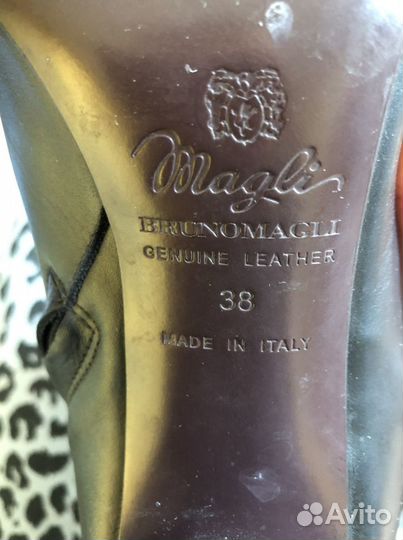 Magli
BRUNOMAGLI
GENUINE LEATHER
38
MADE IN ITALY
Avito